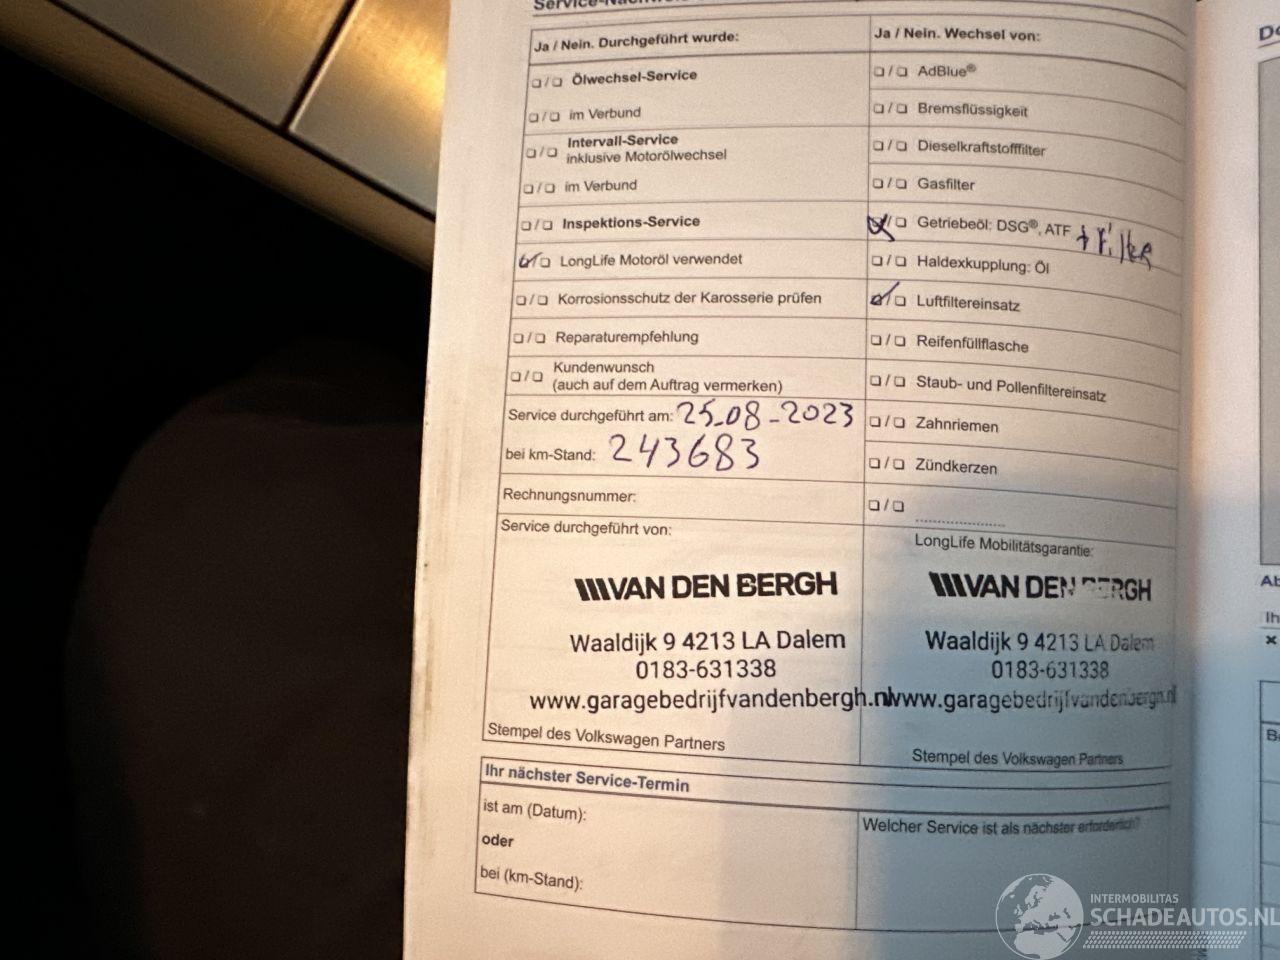 Service-Nachweis
Ja / Nein. Durchgeführt wurde:
❏ / ❏ Ölwechsel-Service
❏ / ❏ im Verbund
❏ / ❏ Intervall-Service
inklusive Motorölwechsel
❏ / ❏ im Verbund
❏ / ❏ Inspektions-Service
☑ / ❏ LongLife Motoröl verwendet
❏ / ❏ Korrosionsschutz der Karosserie prüfen
❏ / ❏ Reparaturempfehlung
❏ / ❏ Kundenwunsch
(auch auf dem Auftrag vermerken)
Service durchgeführt am: 25-08-2023
bei km-Stand: 243683
Rechnungsnummer:
Service durchgeführt von:
VAN DEN BERGH
Waaldijk 9 4213 LA Dalem
0183-631338
www.garagebedrijfvandenbergh.nl
Stempel des Volkswagen Partners
Ja / Nein. Wechsel von:
❏ / ❏ AdBlue®
❏ / ❏ Bremsflüssigkeit
❏ / ❏ Dieselkraftstofffilter
❏ / ❏ Gasfilter
☒ / ❏ Getriebeöl: DSG®, ATF + Filter
❏ / ❏ Haldexkupplung: Öl
☑ / ❏ Luftfiltereinsatz
❏ / ❏ Reifenfüllflasche
❏ / ❏ Staub- und Pollenfiltereinsatz
❏ / ❏ Zahnriemen
❏ / ❏ Zündkerzen
❏ / ❏ ......................
LongLife Mobilitätsgarantie:
VAN DEN BERGH
Waaldijk 9 4213 LA Dalem
0183-631338
www.garagebedrijfvandenbergh.nl
Stempel des Volkswagen Partners
Ihr nächster Service-Termin
ist am (Datum):
oder
bei (km-Stand):
Welcher Service ist als nächster erforderlich?
INTERMOBILITAS
SCHADEAUTOS.NL